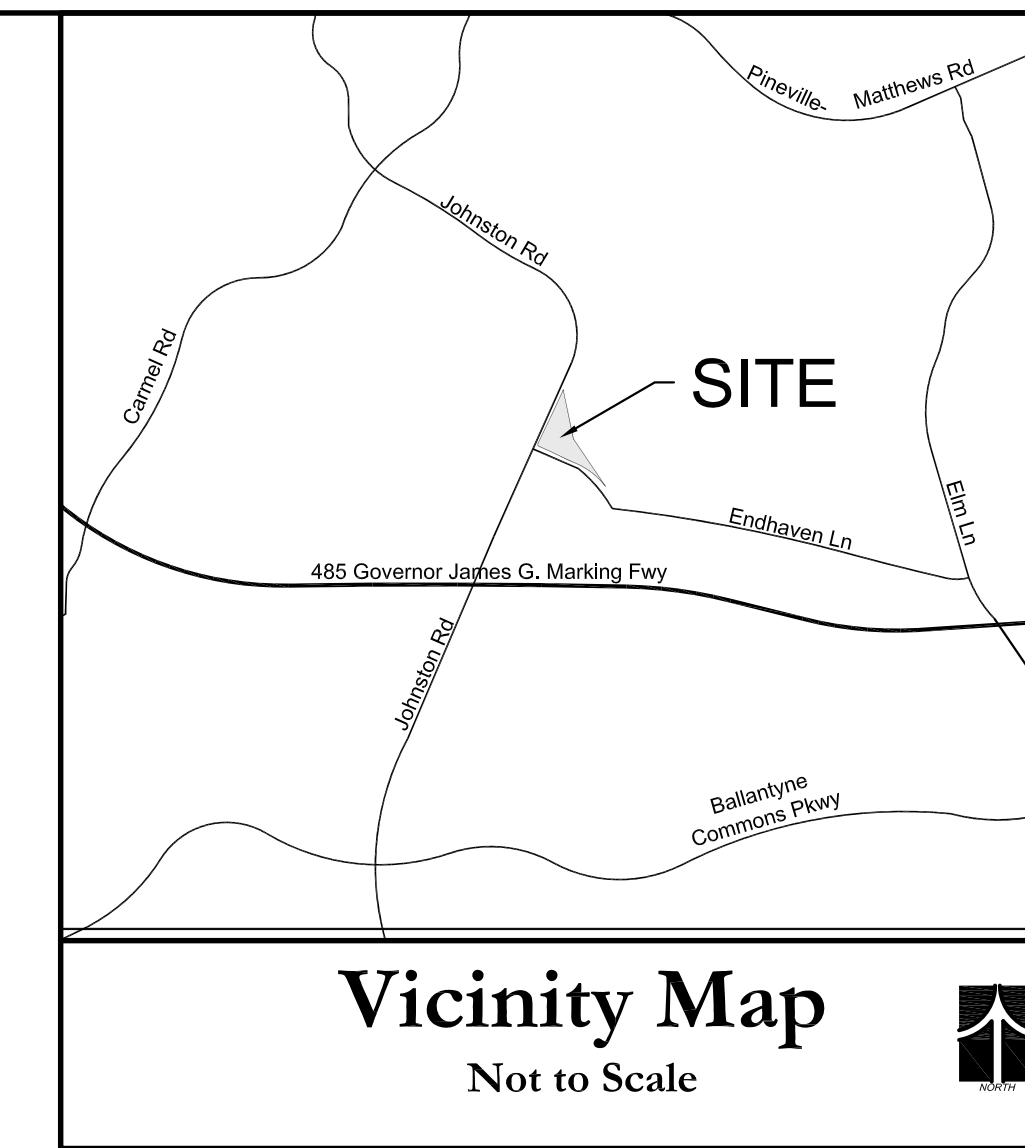 Pineville-
Matthews Rd
Johnston Rd
Carmel Rd
SITE
Elm Ln
Endhaven Ln
485 Governor James G. Marking Fwy
Johnston Rd
Ballantyne
Commons Pkwy
Vicinity Map
Not to Scale
NORTH